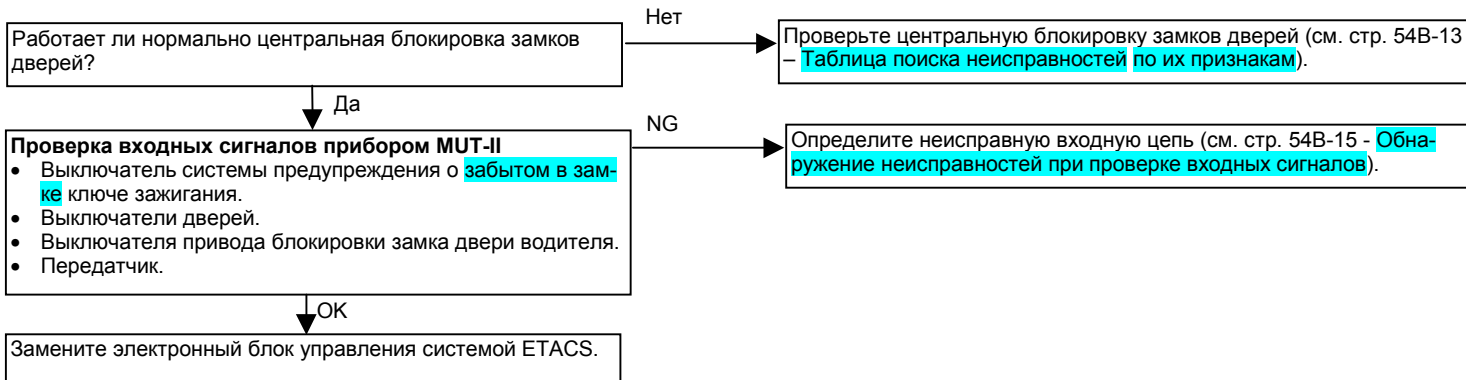 Работает ли нормально центральная блокировка замков
дверей?
Нет
Проверьте центральную блокировку замков дверей (см. стр. 54B-13
– Таблица поиска неисправностей по их признакам).
Да
Проверка входных сигналов прибором MUT-II
• Выключатель системы предупреждения о забытом в зам-
ке ключе зажигания.
• Выключатели дверей.
• Выключателя привода блокировки замка двери водителя.
• Передатчик.
NG
Определите неисправную входную цепь (см. стр. 54B-15 - Обна-
ружение неисправностей при проверке входных сигналов).
OK
Замените электронный блок управления системой ETACS.